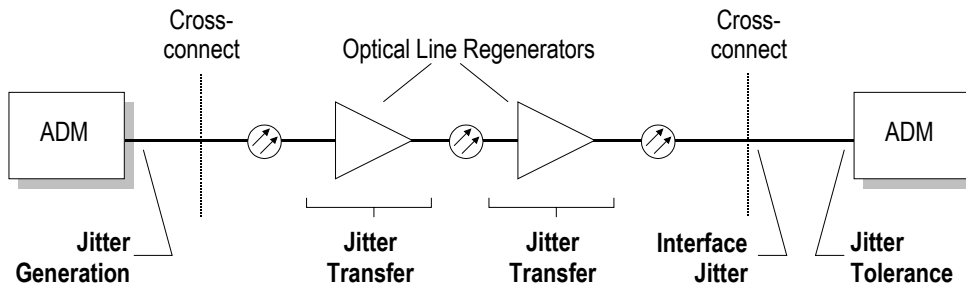 Cross-
connect
Optical Line Regenerators
Cross-
connect
ADM
ADM
Jitter
Generation
Jitter
Transfer
Jitter
Transfer
Interface
Jitter
Jitter
Tolerance